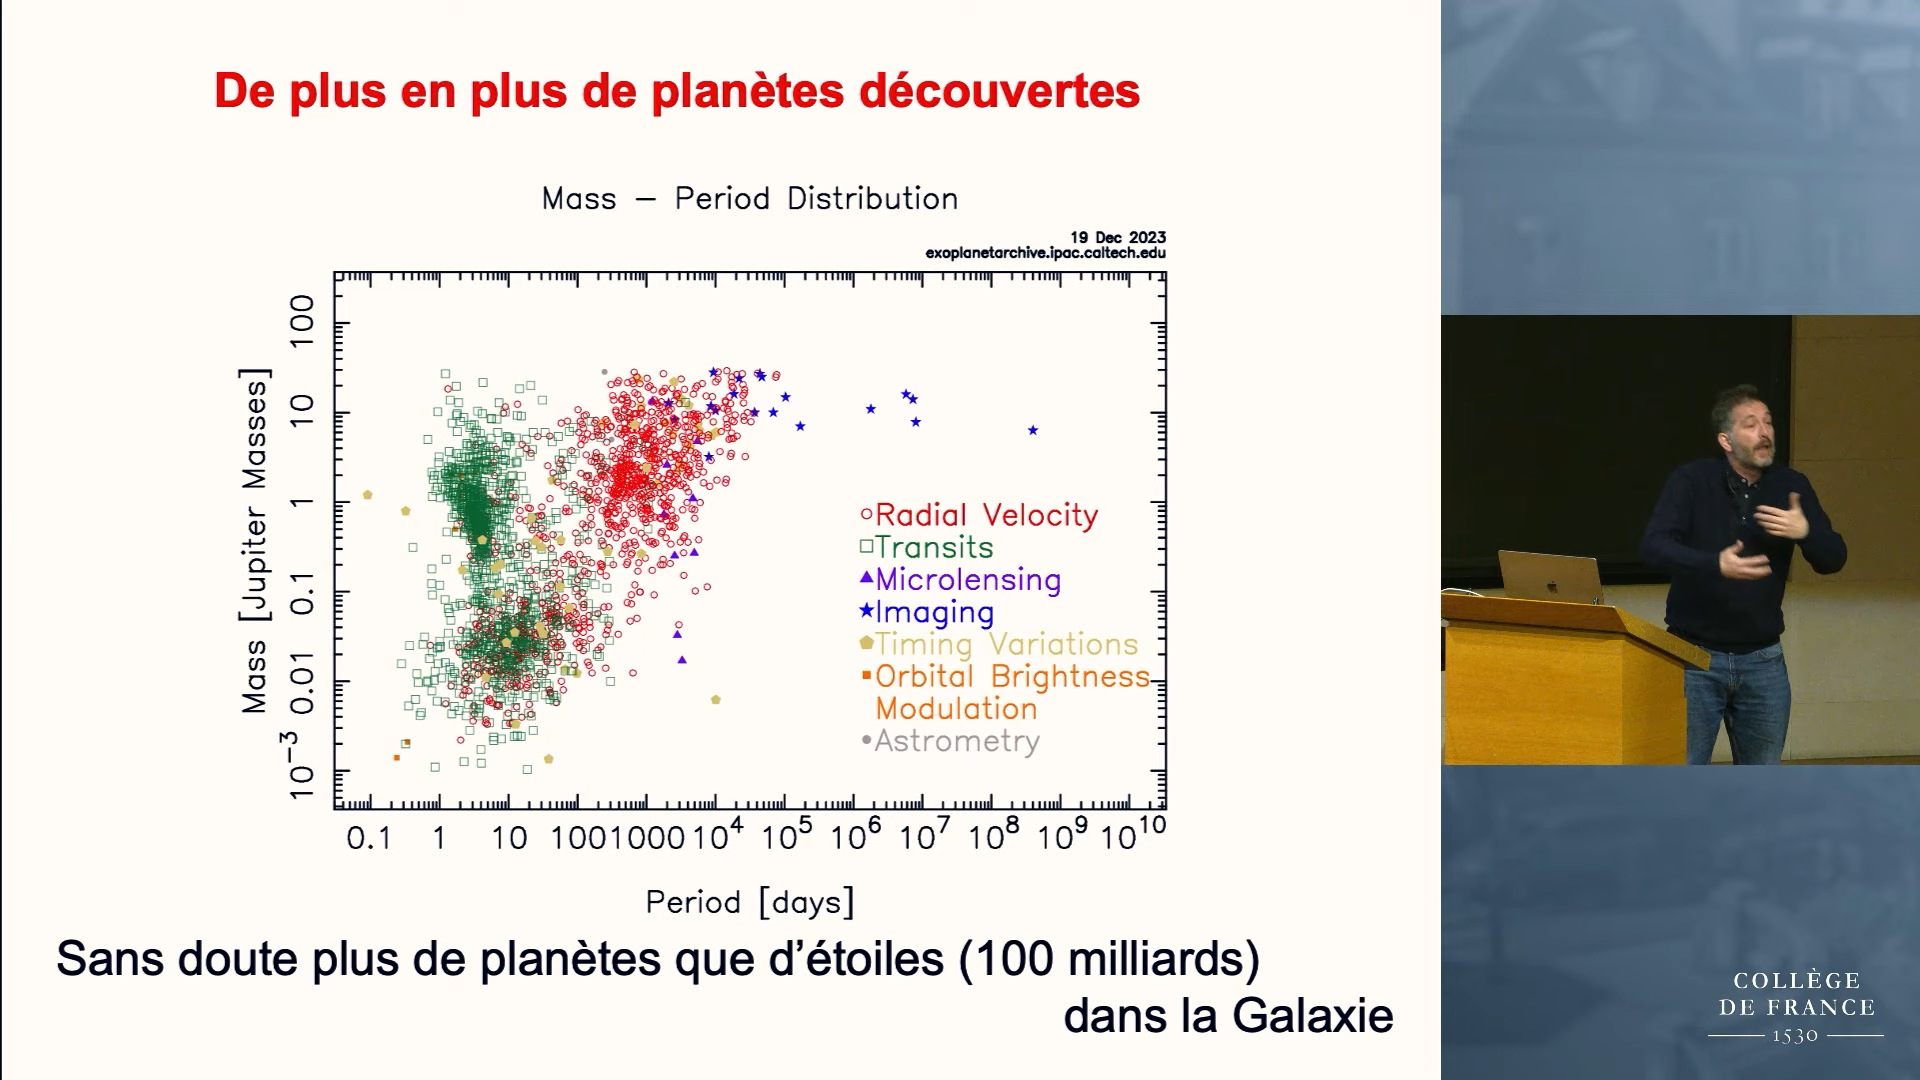 De plus en plus de planètes découvertes
Mass – Period Distribution
19 Dec 2023
exoplanetarchive.ipac.caltech.edu
Mass [Jupiter Masses]
100
10
1
0.1
0.01
10⁻³
Radial Velocity
Transits
Microlensing
Imaging
Timing Variations
Orbital Brightness
Modulation
Astrometry
0.1 1 10 100 1000 10⁴ 10⁵ 10⁶ 10⁷ 10⁸ 10⁹ 10¹⁰
Period [days]
Sans doute plus de planètes que d’étoiles (100 milliards)
dans la Galaxie
COLLÈGE
DE FRANCE
1530